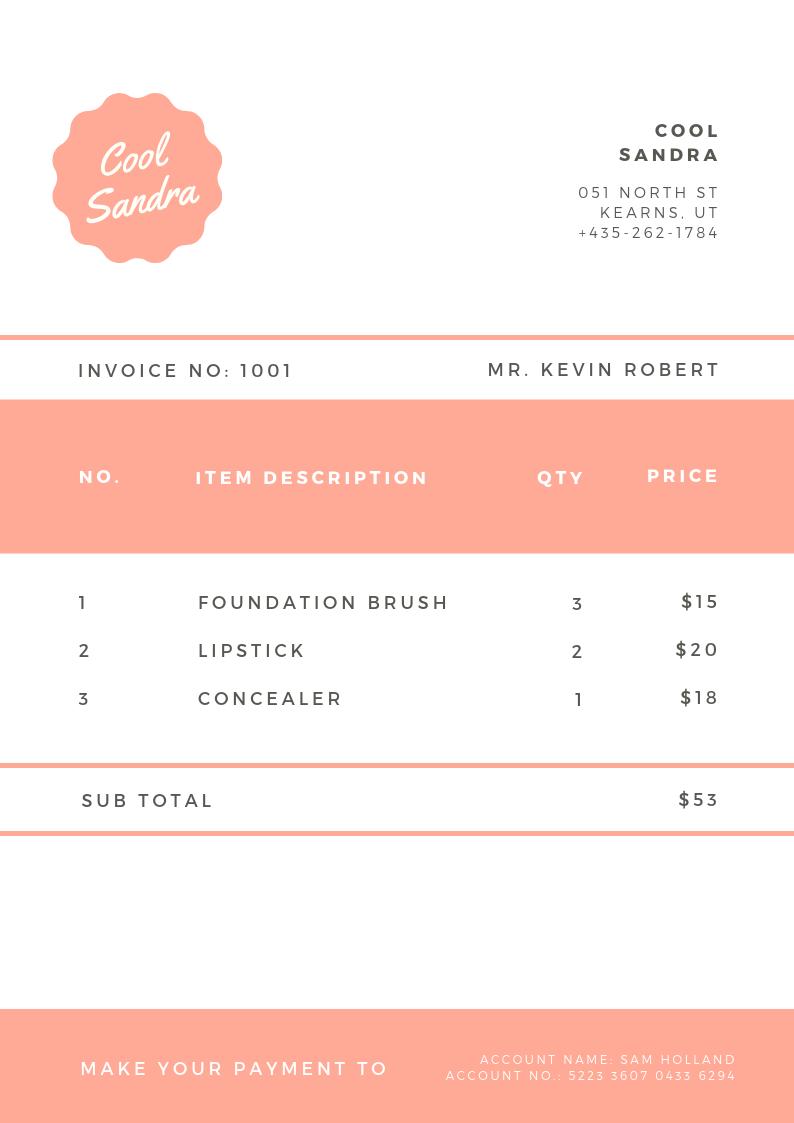 Cool
Sandra
COOL
SANDRA
051 NORTH ST
KEARNS, UT
+435-262-1784
INVOICE NO: 1001 MR. KEVIN ROBERT
NO. ITEM DESCRIPTION QTY PRICE
1 FOUNDATION BRUSH 3 $15
2 LIPSTICK 2 $20
3 CONCEALER 1 $18
SUB TOTAL $53
MAKE YOUR PAYMENT TO
ACCOUNT NAME: SAM HOLLAND
ACCOUNT NO.: 5223 3607 0433 6294